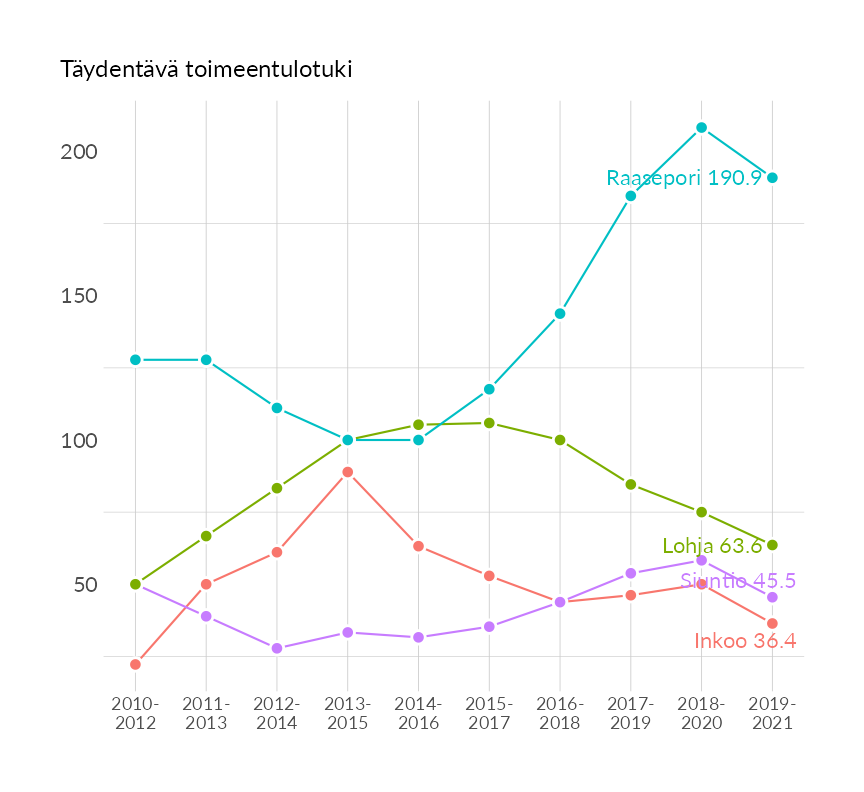 Täydentävä toimeentulotuki
200
150
100
50
Raasepori 190.9
Lohja 63.6
Siuntio 45.5
Inkoo 36.4
2010- 2011- 2012- 2013- 2014- 2015- 2016- 2017- 2018- 2019-
2012 2013 2014 2015 2016 2017 2018 2019 2020 2021